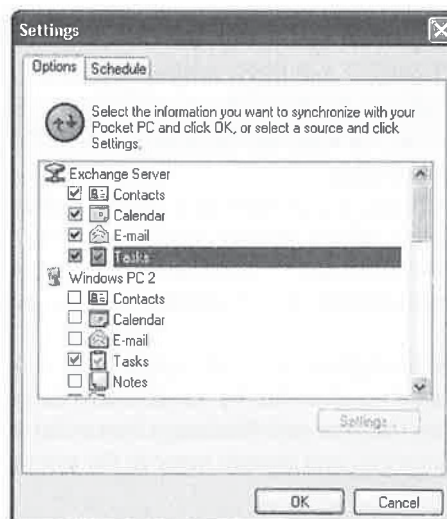 Settings
Options Schedule
Select the information you want to synchronize with your
Pocket PC and click OK, or select a source and click
Settings.
Exchange Server
Contacts
Calendar
E-mail
Tasks
Windows PC 2
Contacts
Calendar
E-mail
Tasks
Notes
Settings...
OK Cancel